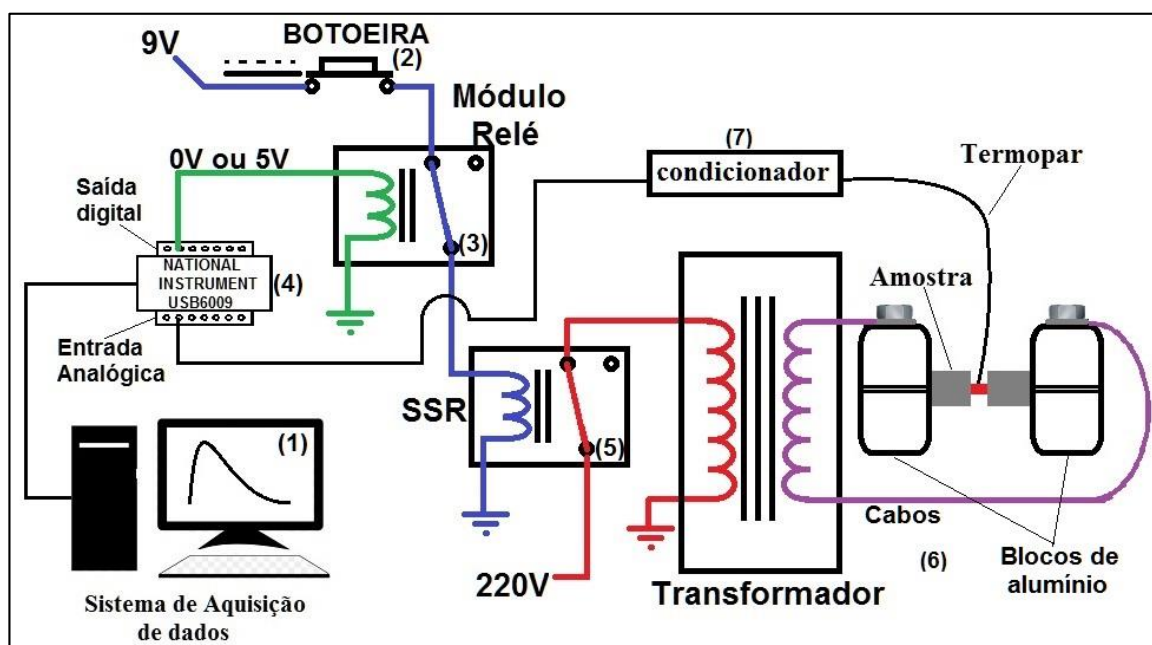 BOTOEIRA
9V
(2)
Módulo
Relé
(7)
condicionador
Termopar
0V ou 5V
Saída
digital
(3)
NATIONAL
INSTRUMENT
USB6009
(4)
Amostra
Entrada
Analógica
SSR
(5)
(1)
Cabos
(6)
Blocos de
alumínio
220V
Transformador
Sistema de Aquisição
de dados